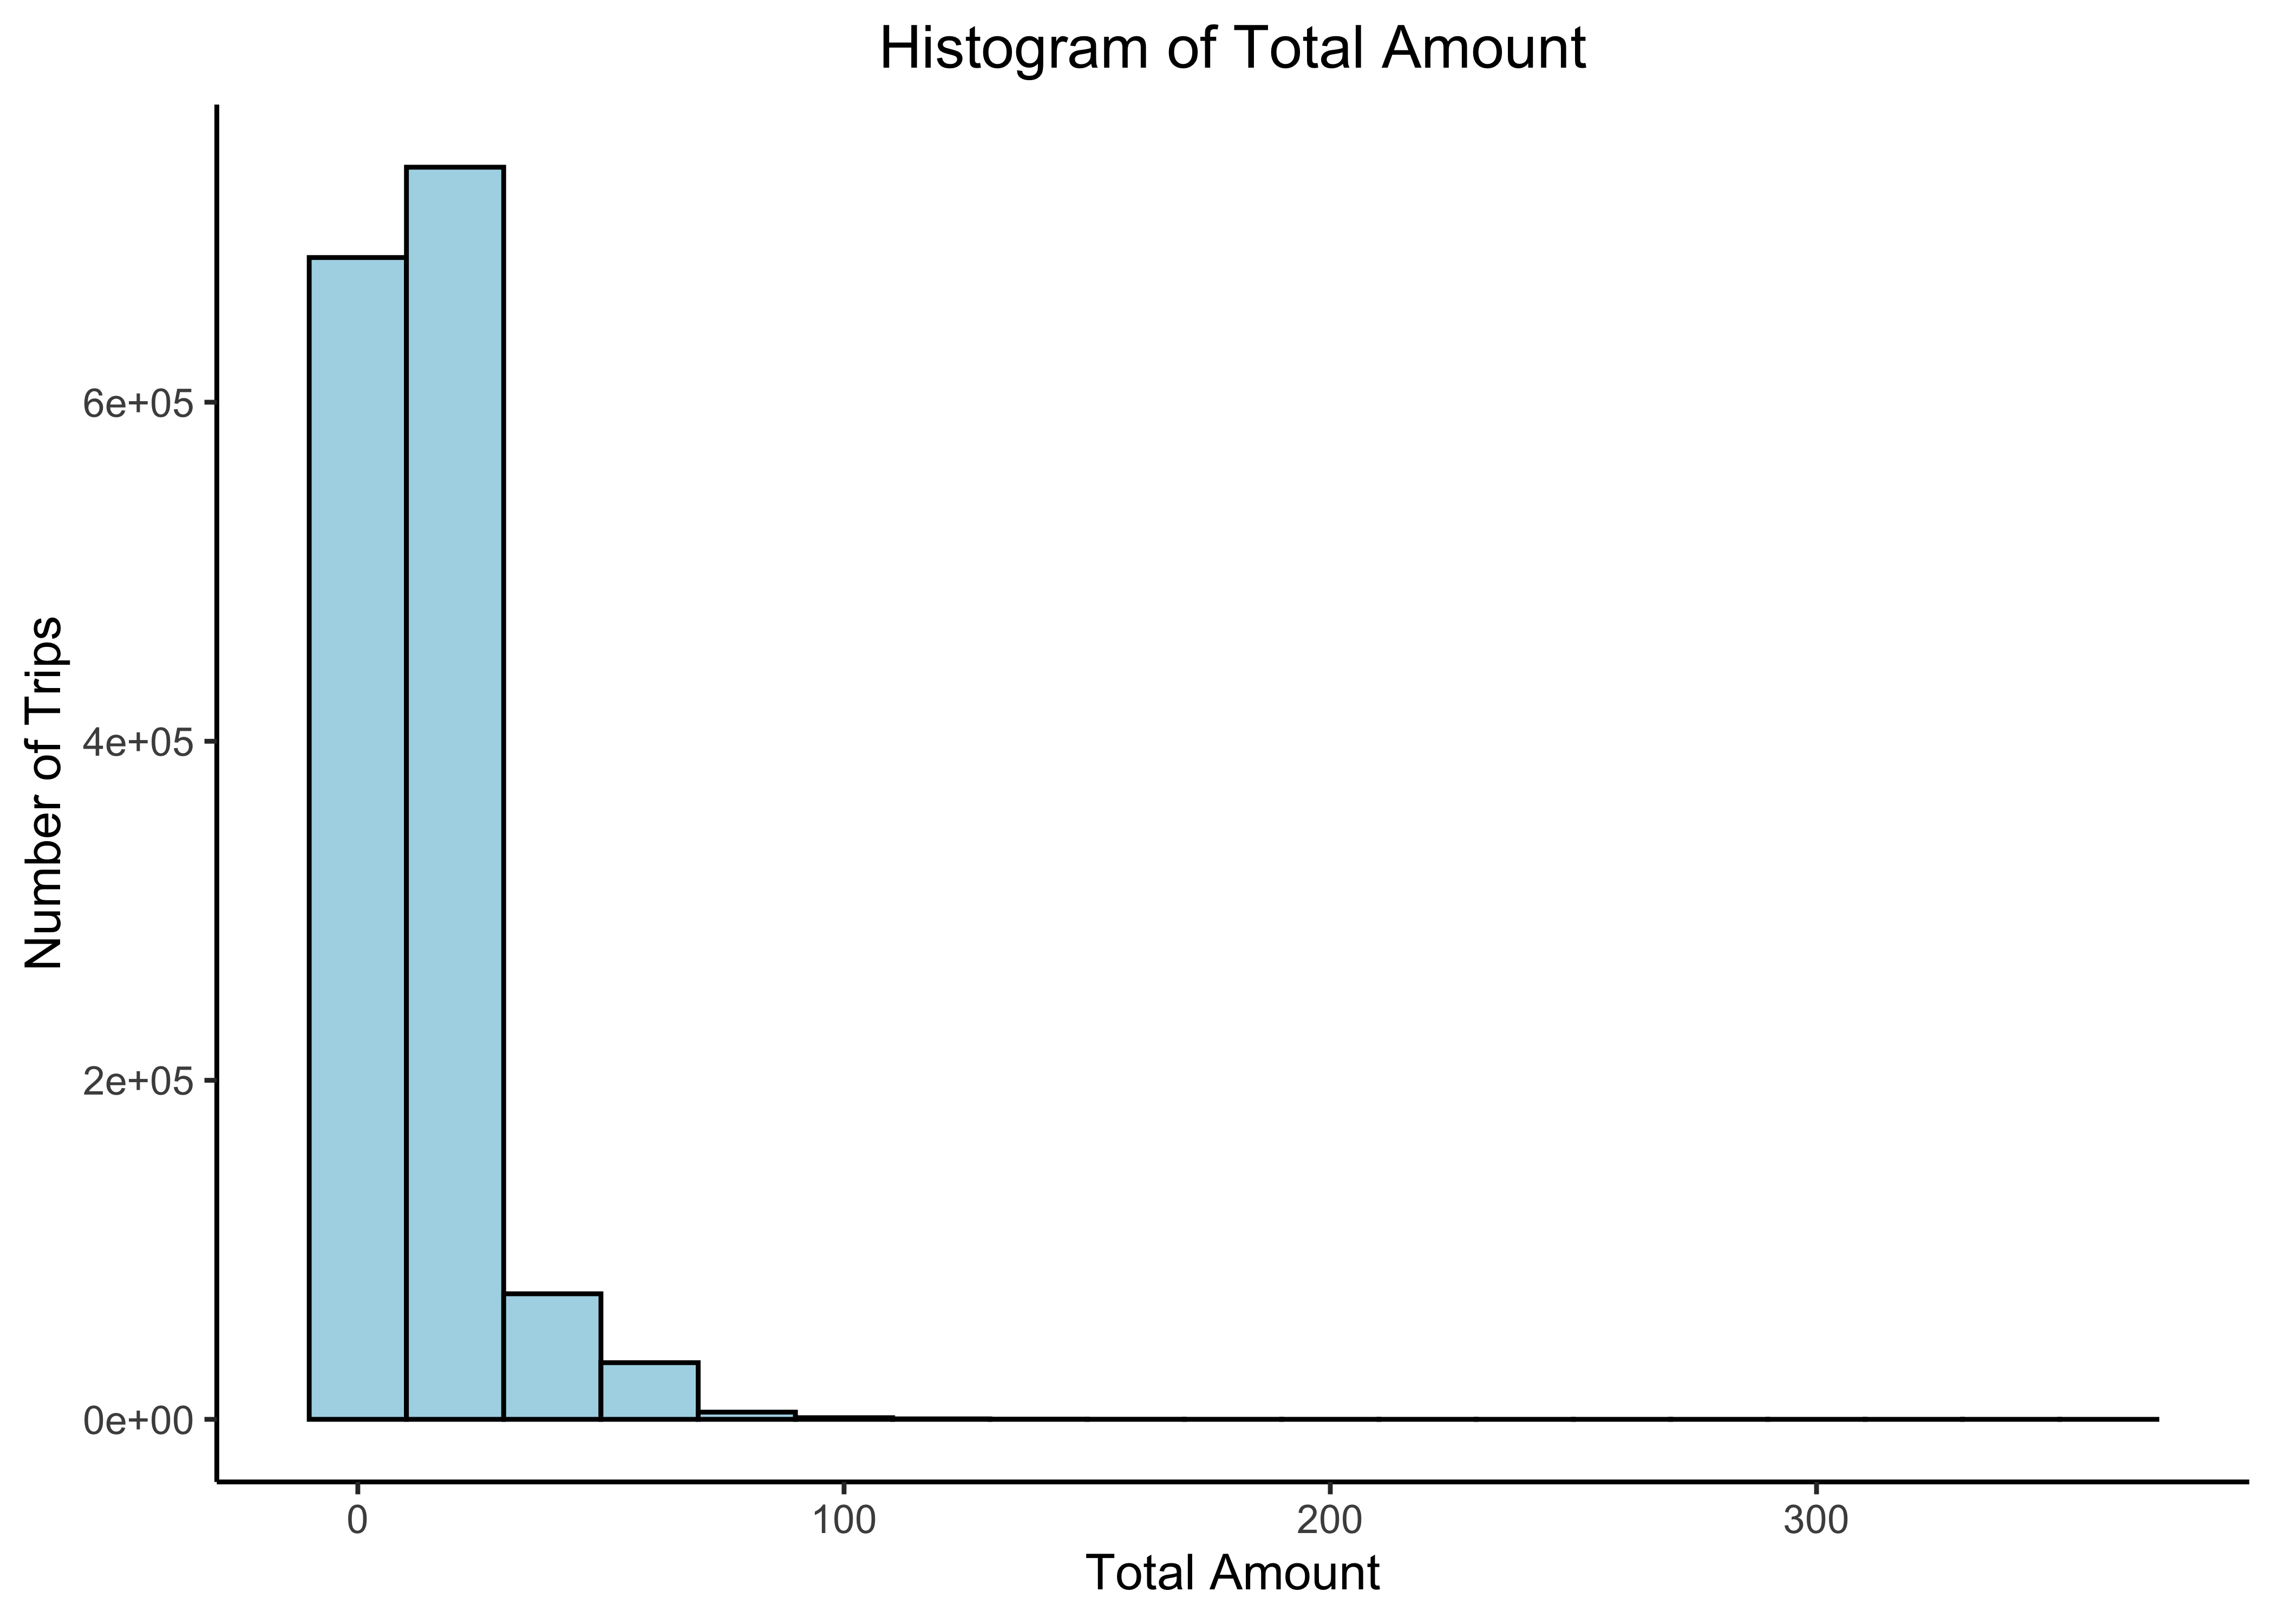 Histogram of Total Amount
Number of Trips
6e+05
4e+05
2e+05
0e+00
0
100
200
300
Total Amount